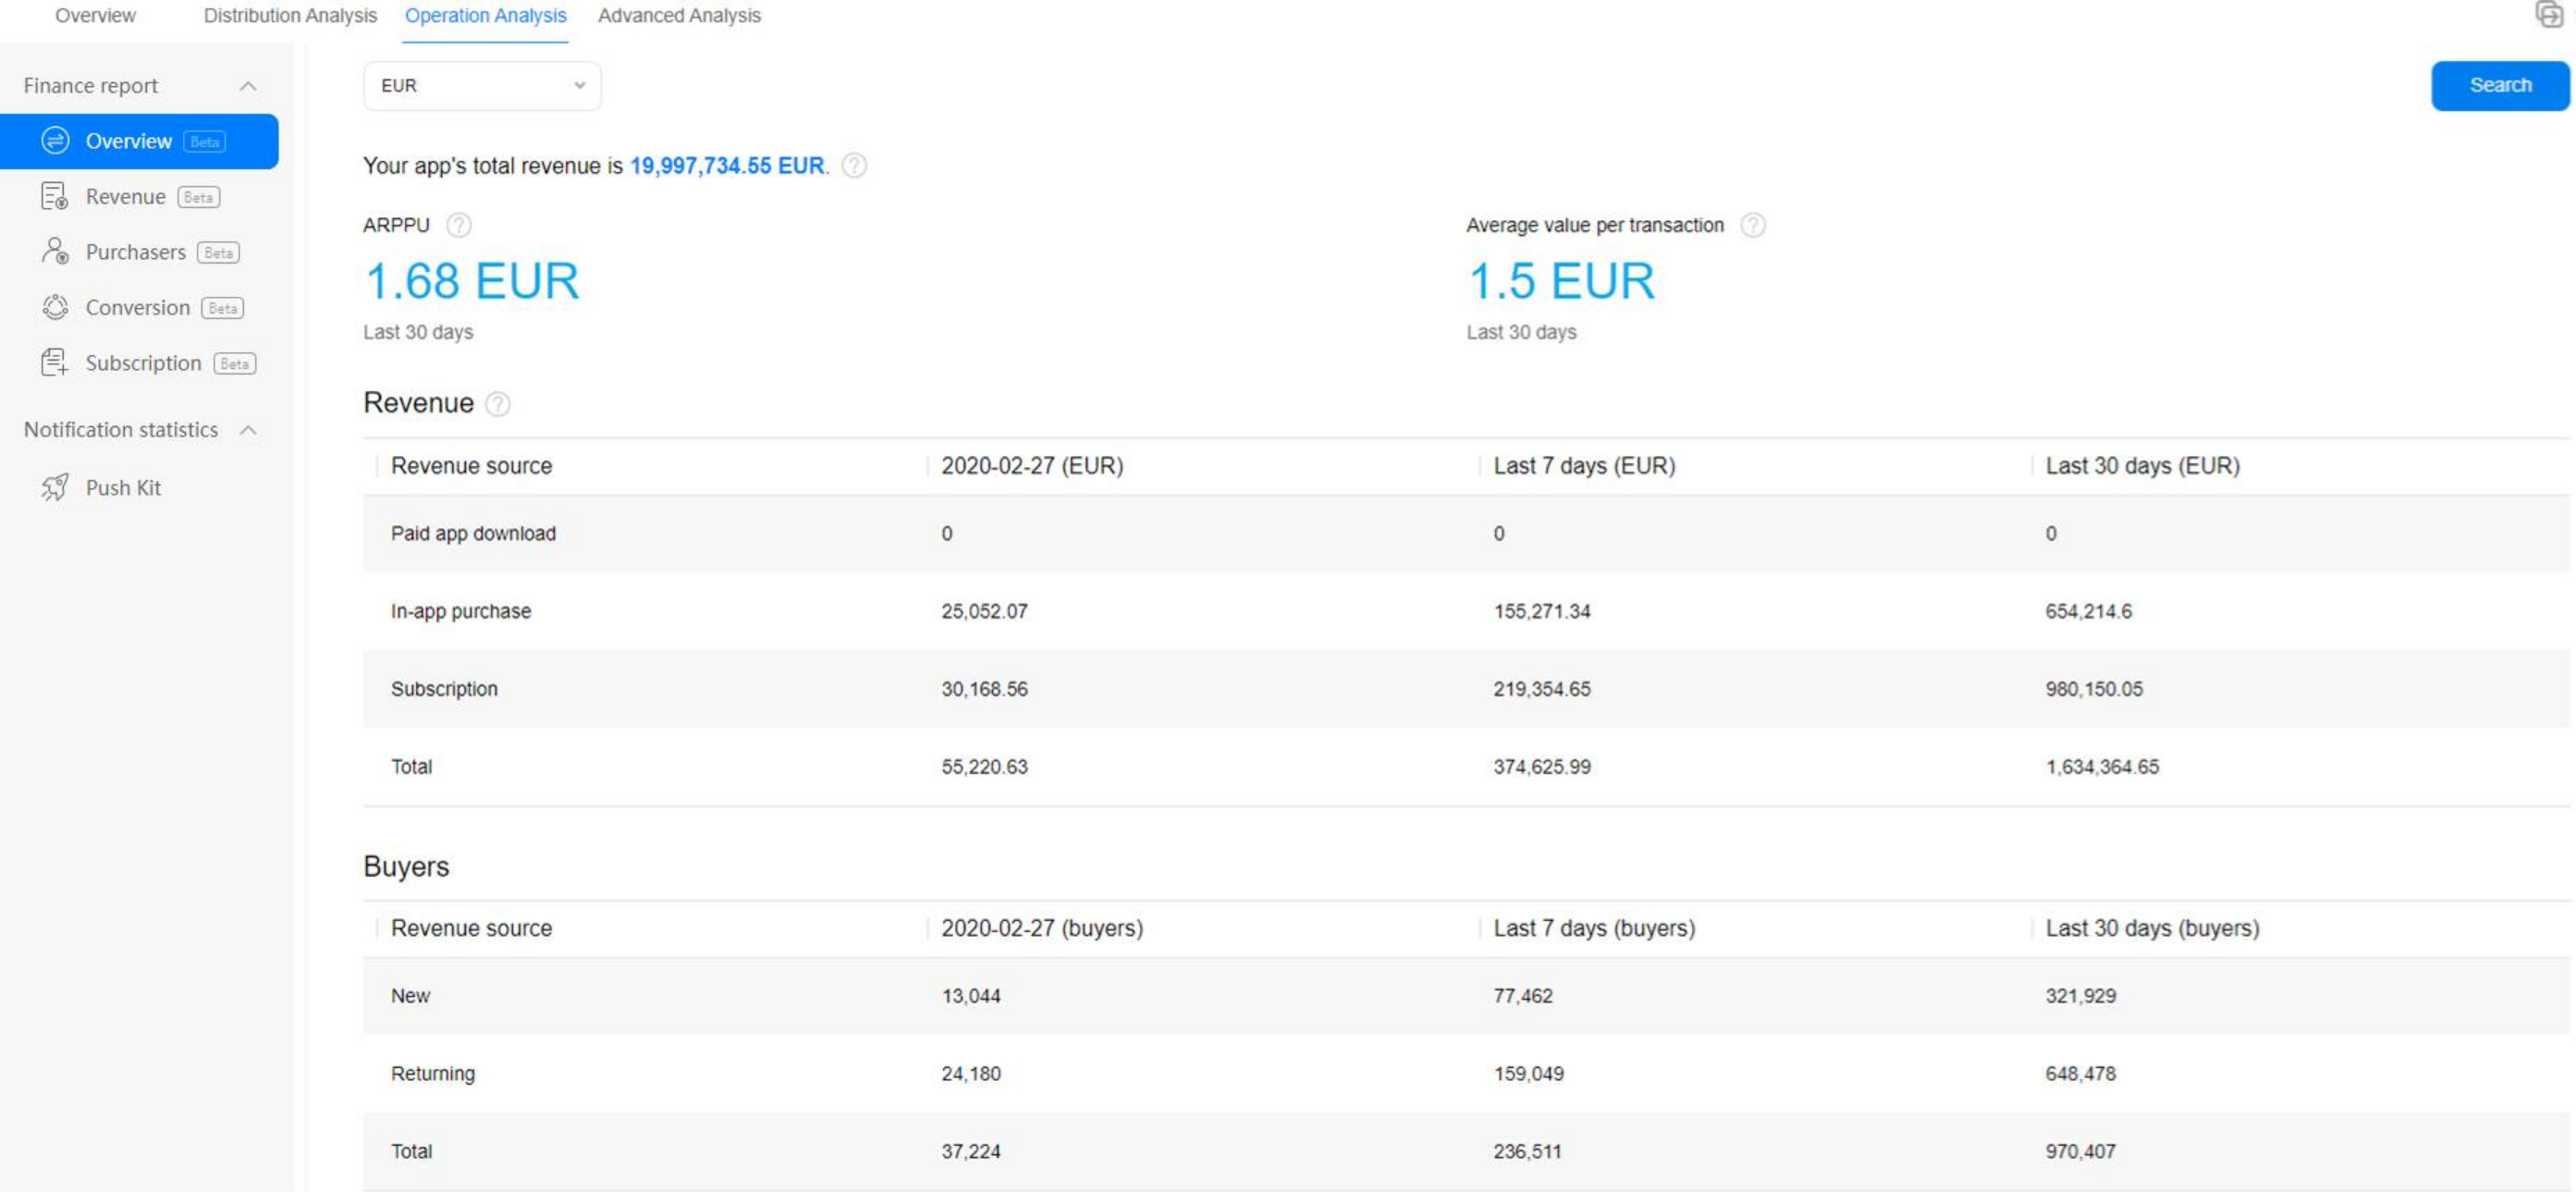 Overview Distribution Analysis Operation Analysis Advanced Analysis
Finance report
Overview Beta
Revenue Beta
Purchasers Beta
Conversion Beta
Subscription Beta
Notification statistics
Push Kit
EUR
Search
Your app's total revenue is 19,997,734.55 EUR. ?
ARPPU ?
1.68 EUR
Last 30 days
Average value per transaction ?
1.5 EUR
Last 30 days
Revenue ?
Revenue source 2020-02-27 (EUR) Last 7 days (EUR) Last 30 days (EUR)
Paid app download 0 0 0
In-app purchase 25,052.07 155,271.34 654,214.6
Subscription 30,168.56 219,354.65 980,150.05
Total 55,220.63 374,625.99 1,634,364.65
Buyers
Revenue source 2020-02-27 (buyers) Last 7 days (buyers) Last 30 days (buyers)
New 13,044 77,462 321,929
Returning 24,180 159,049 648,478
Total 37,224 236,511 970,407